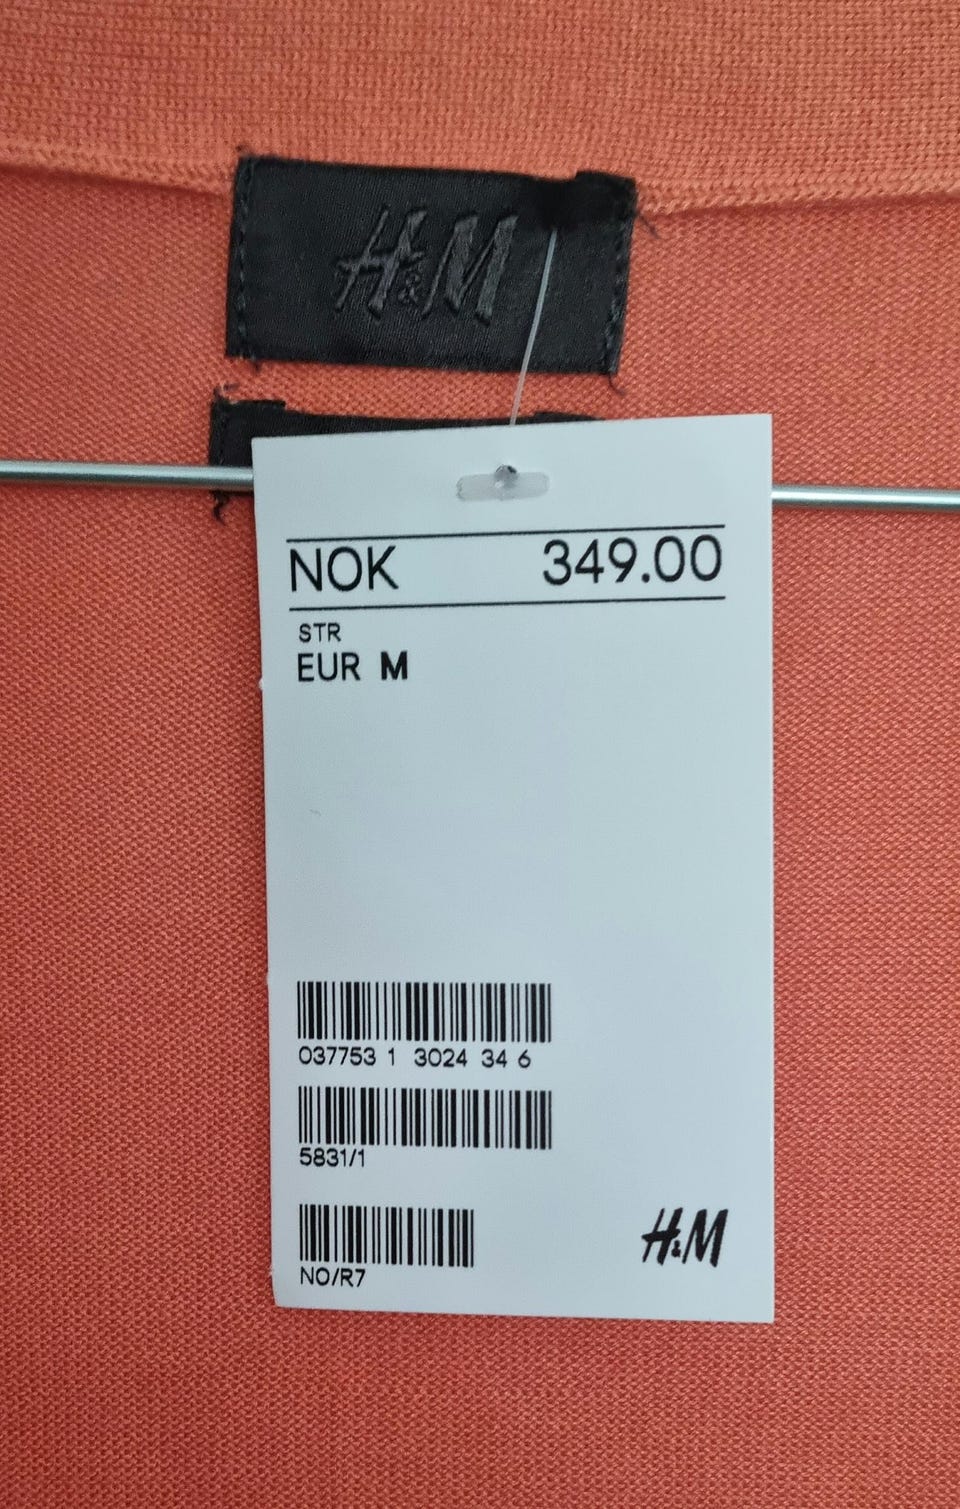 H&M
NOK 349.00
STR
EUR M
037753 1 3024 34 6
5831/1
NO/R7
H&M